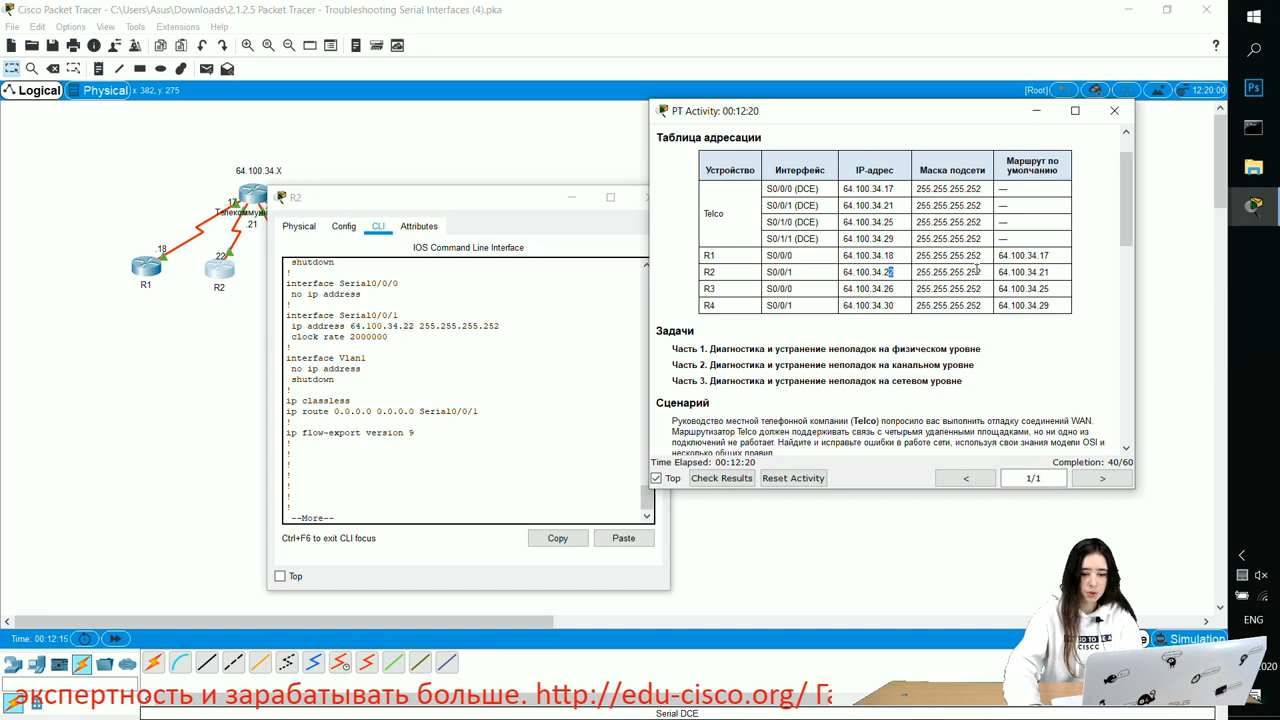 Cisco Packet Tracer - C:\Users\Asus\Downloads\2.1.2.5 Packet Tracer - Troubleshooting Serial Interfaces (4).pka
File Edit Options View Tools Extensions Help
Logical Physical x: 382, y: 275
[Root] 12:20:00
64.100.34.X
17
.21
.18
22
R1
R2
R2
Physical Config CLI Attributes
IOS Command Line Interface
shutdown
!
interface Serial0/0/0
no ip address
!
interface Serial0/0/1
ip address 64.100.34.22 255.255.255.252
clock rate 2000000
!
interface Vlan1
no ip address
shutdown
!
ip classless
ip route 0.0.0.0 0.0.0.0 Serial0/0/1
!
ip flow-export version 9
!
!
!
!
!
!
!
--More--
Ctrl+F6 to exit CLI focus
Copy Paste
Top
PT Activity: 00:12:20
Таблица адресации
Устройство Интерфейс IP-адрес Маска подсети Маршрут по умолчанию
Telco S0/0/0 (DCE) 64.100.34.17 255.255.255.252 —
S0/0/1 (DCE) 64.100.34.21 255.255.255.252 —
S0/1/0 (DCE) 64.100.34.25 255.255.255.252 —
S0/1/1 (DCE) 64.100.34.29 255.255.255.252 —
R1 S0/0/0 64.100.34.18 255.255.255.252 64.100.34.17
R2 S0/0/1 64.100.34.22 255.255.255.252 64.100.34.21
R3 S0/0/0 64.100.34.26 255.255.255.252 64.100.34.25
R4 S0/0/1 64.100.34.30 255.255.255.252 64.100.34.29
Задачи
Часть 1. Диагностика и устранение неполадок на физическом уровне
Часть 2. Диагностика и устранение неполадок на канальном уровне
Часть 3. Диагностика и устранение неполадок на сетевом уровне
Сценарий
Руководство местной телефонной компании (Telco) попросило вас выполнить отладку соединений WAN.
Маршрутизатор Telco должен поддерживать связь с четырьмя удаленными площадками, но ни одно из
подключений не работает. Найдите и исправьте ошибки в работе сети, используя свои знания модели OSI и
несколько общих правил
Time Elapsed: 00:12:20 Completion: 40/60
Top Check Results Reset Activity < 1/1 >
Time: 00:12:15
Simulation
ENG
экспертность и зарабатывать больше. http://edu-cisco.org/
Serial DCE
Ps
CISCO